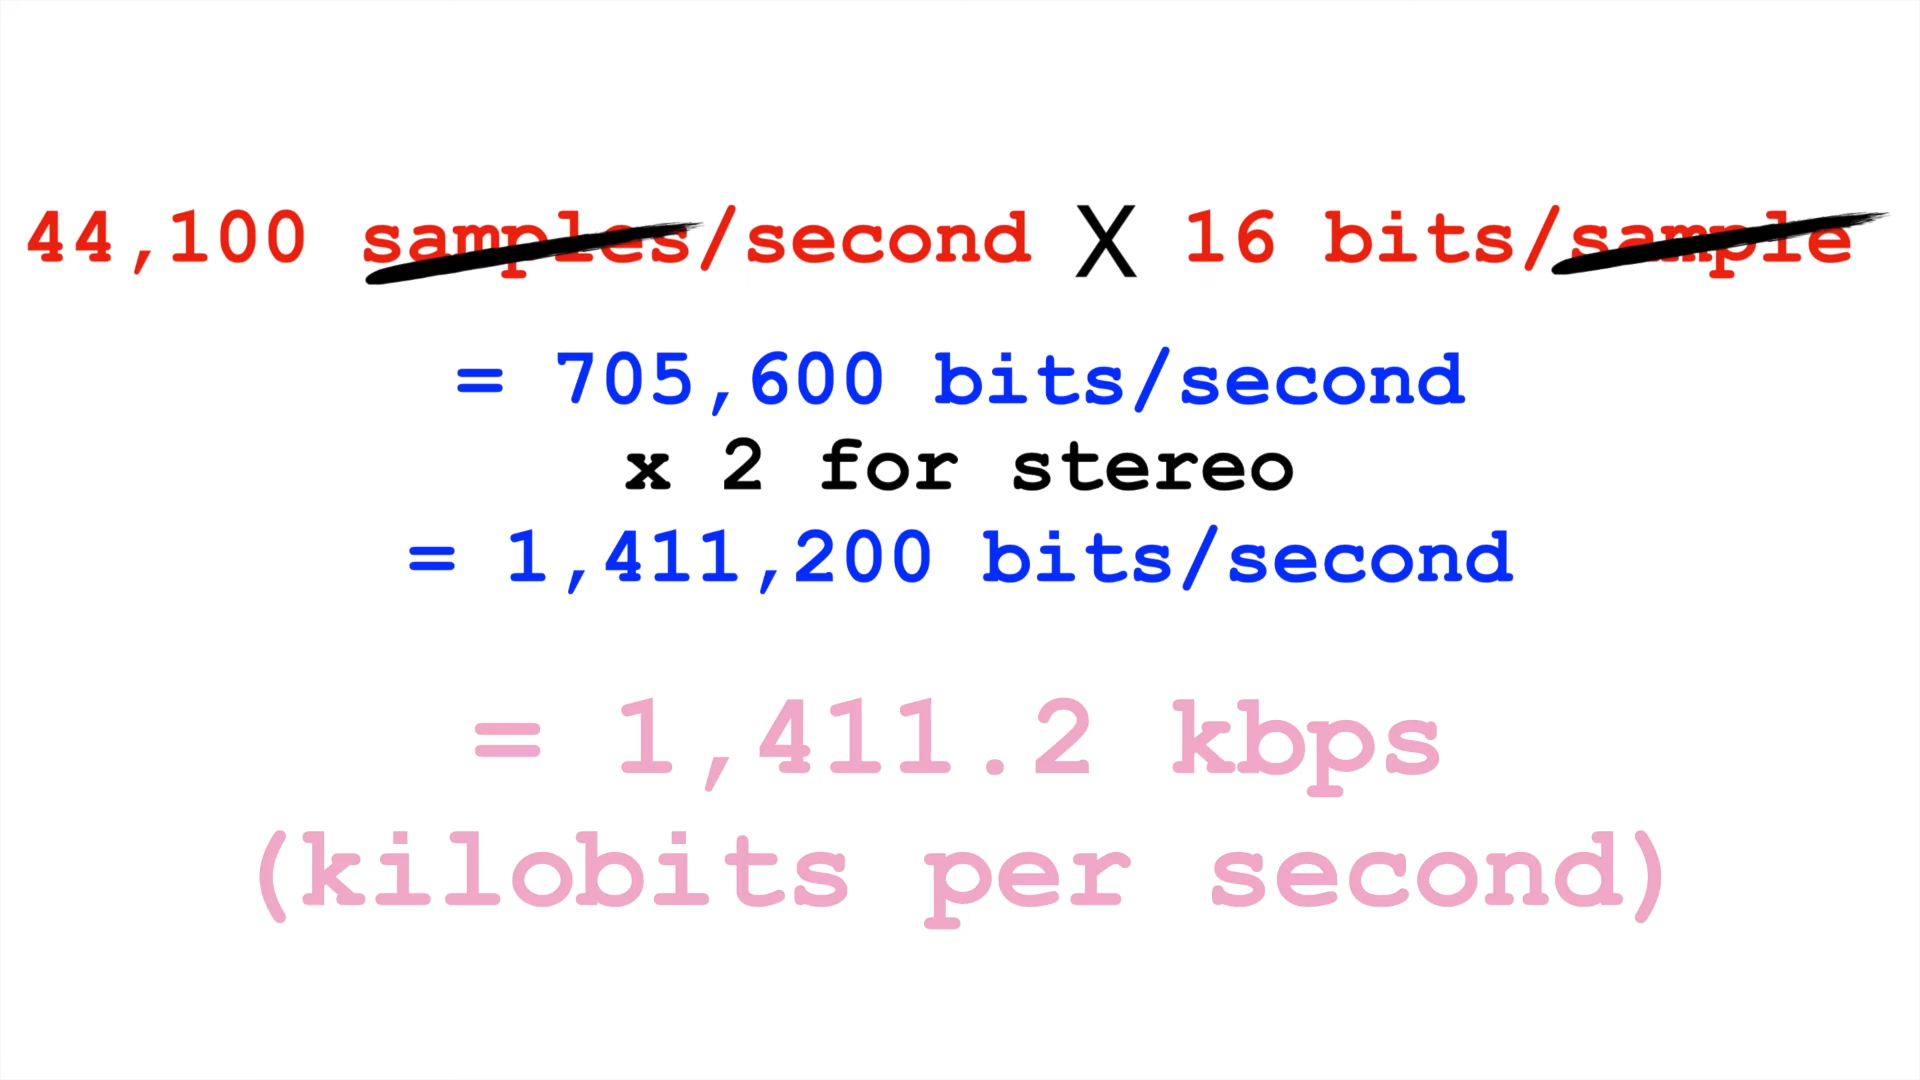 44,100 samples/second X 16 bits/sample
= 705,600 bits/second
x 2 for stereo
= 1,411,200 bits/second
= 1,411.2 kbps
(kilobits per second)